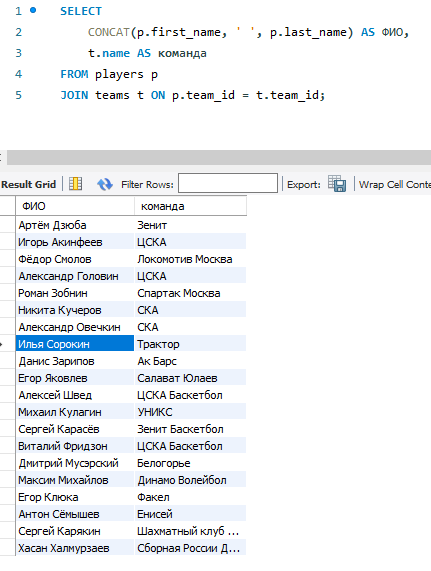 1 SELECT
2 CONCAT(p.first_name, ' ', p.last_name) AS ФИО,
3 t.name AS команда
4 FROM players p
5 JOIN teams t ON p.team_id = t.team_id;
Result Grid Filter Rows: Export: Wrap Cell Conte
ФИО команда
Артём Дзюба Зенит
Игорь Акинфеев ЦСКА
Фёдор Смолов Локомотив Москва
Александр Головин ЦСКА
Роман Зобнин Спартак Москва
Никита Кучеров СКА
Александр Овечкин СКА
Илья Сорокин Трактор
Данис Зарипов Ак Барс
Егор Яковлев Салават Юлаев
Алексей Швед ЦСКА Баскетбол
Михаил Кулагин УНИКС
Сергей Карасёв Зенит Баскетбол
Виталий Фридзон ЦСКА Баскетбол
Дмитрий Мусэрский Белогорье
Максим Михайлов Динамо Волейбол
Егор Клюка Факел
Антон Сёмышев Енисей
Сергей Карякин Шахматный клуб ...
Хасан Халмурзаев Сборная России Д...